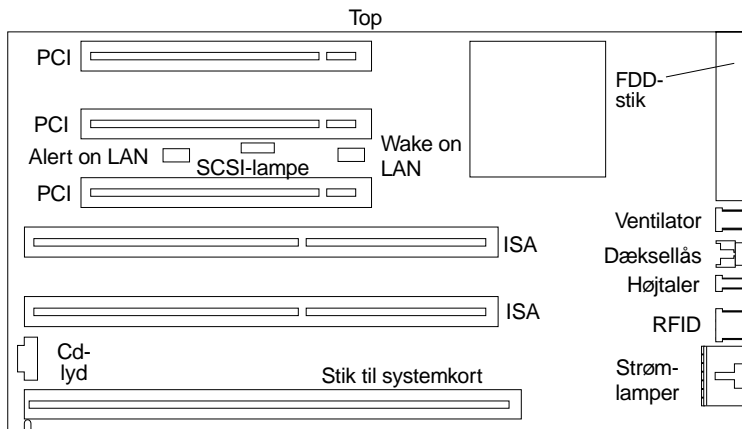 Top
PCI
FDD-
stik
PCI
Alert on LAN
SCSI-lampe
Wake on
LAN
PCI
Ventilator
ISA
Dæksellås
Højtaler
ISA
RFID
Cd-
lyd
Stik til systemkort
Strøm-
lamper